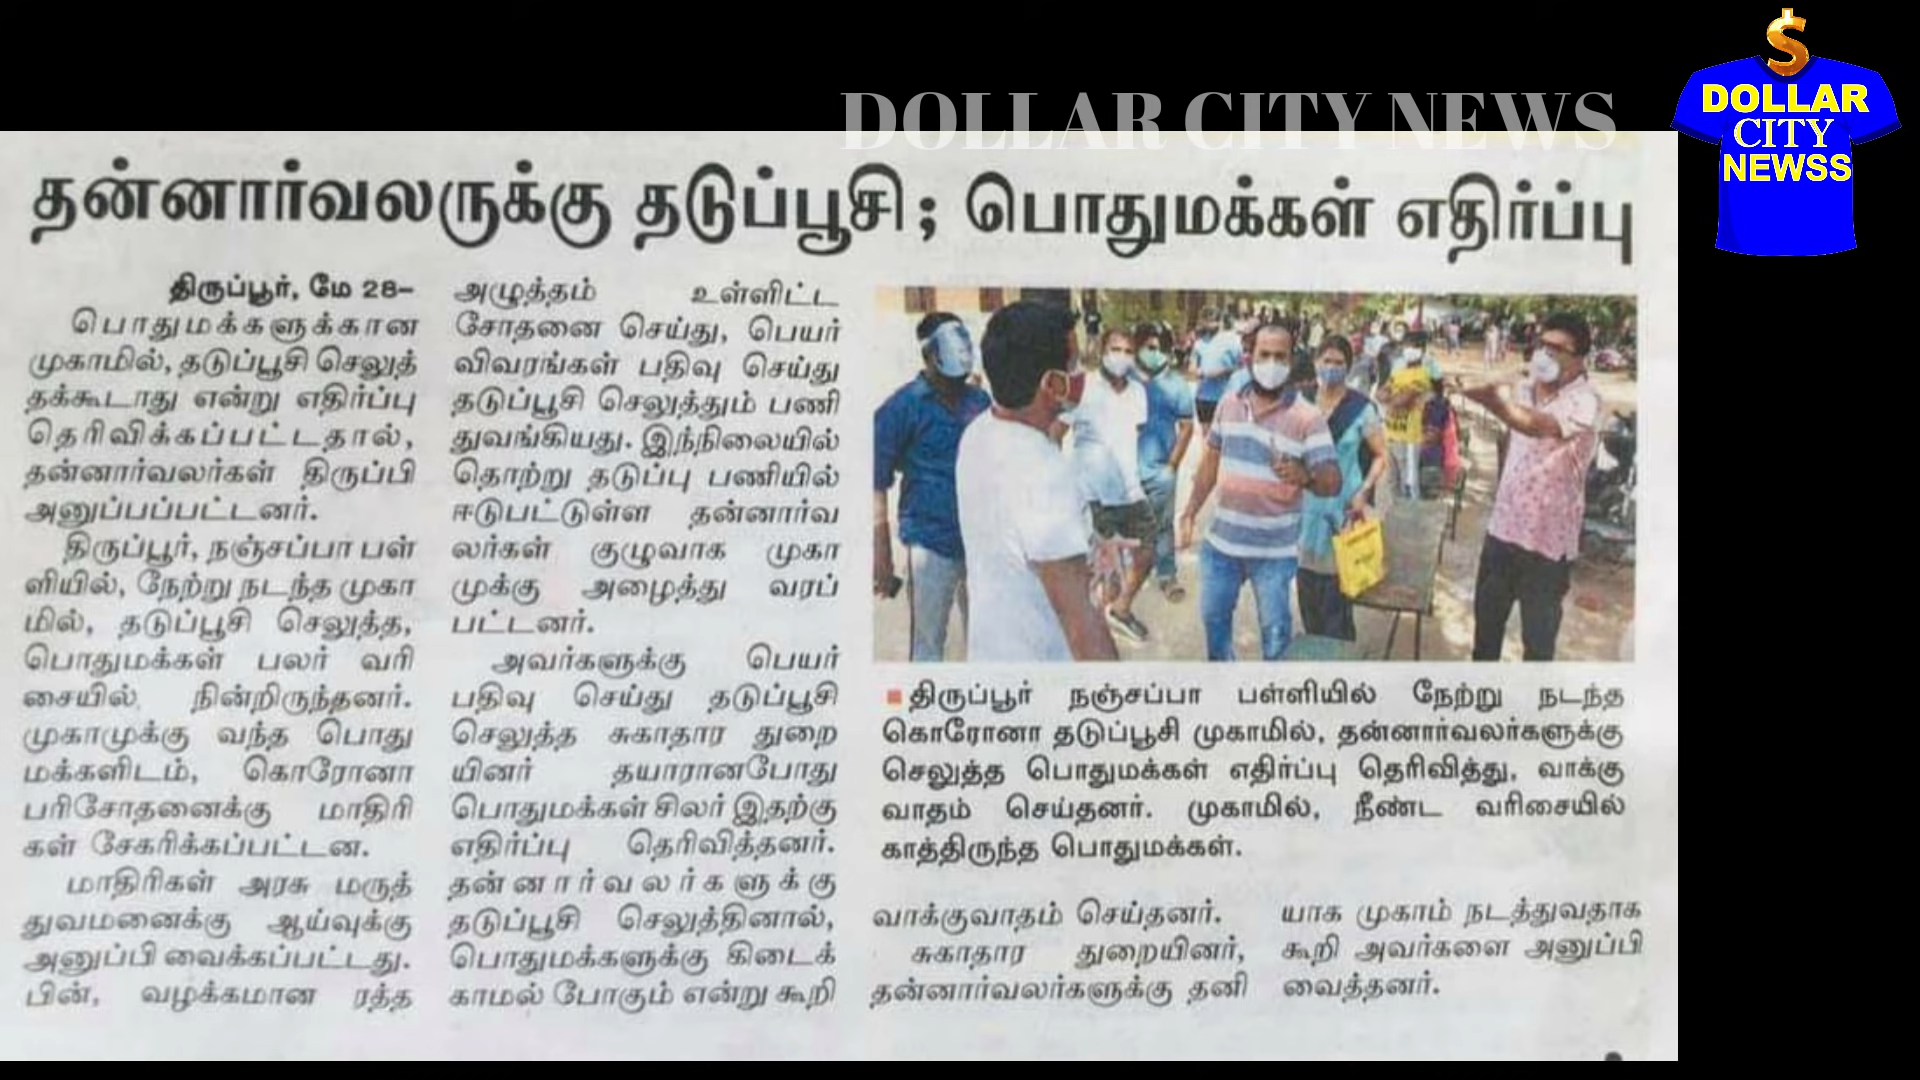 DOLLAR CITY NEWS
$
DOLLAR
CITY
NEWSS
தன்னார்வலருக்கு தடுப்பூசி; பொதுமக்கள் எதிர்ப்பு
திருப்பூர், மே 28–
பொதுமக்களுக்கான
முகாமில், தடுப்பூசி செலுத்
தக்கூடாது என்று எதிர்ப்பு
தெரிவிக்கப்பட்டதால்,
தன்னார்வலர்கள் திருப்பி
அனுப்பப்பட்டனர்.
திருப்பூர், நஞ்சப்பா பள்
ளியில், நேற்று நடந்த முகா
மில், தடுப்பூசி செலுத்த,
பொதுமக்கள் பலர் வரி
சையில் நின்றிருந்தனர்.
முகாமுக்கு வந்த பொது
மக்களிடம், கொரோனா
பரிசோதனைக்கு மாதிரி
கள் சேகரிக்கப்பட்டன.
மாதிரிகள் அரசு மருத்
துவமனைக்கு ஆய்வுக்கு
அனுப்பி வைக்கப்பட்டது.
பின், வழக்கமான ரத்த
அழுத்தம் உள்ளிட்ட
சோதனை செய்து, பெயர்
விவரங்கள் பதிவு செய்து
தடுப்பூசி செலுத்தும் பணி
துவங்கியது. இந்நிலையில்
தொற்று தடுப்பு பணியில்
ஈடுபட்டுள்ள தன்னார்வ
லர்கள் குழுவாக முகா
முக்கு அழைத்து வரப்
பட்டனர்.
அவர்களுக்கு பெயர்
பதிவு செய்து தடுப்பூசி
செலுத்த சுகாதார துறை
யினர் தயாரானபோது
பொதுமக்கள் சிலர் இதற்கு
எதிர்ப்பு தெரிவித்தனர்.
தன்னார்வலர்களுக்கு
தடுப்பூசி செலுத்தினால்,
பொதுமக்களுக்கு கிடைக்
காமல் போகும் என்று கூறி
திருப்பூர் நஞ்சப்பா பள்ளியில் நேற்று நடந்த
கொரோனா தடுப்பூசி முகாமில், தன்னார்வலர்களுக்கு
செலுத்த பொதுமக்கள் எதிர்ப்பு தெரிவித்து, வாக்கு
வாதம் செய்தனர். முகாமில், நீண்ட வரிசையில்
காத்திருந்த பொதுமக்கள்.
வாக்குவாதம் செய்தனர்.
சுகாதார துறையினர்,
தன்னார்வலர்களுக்கு தனி
யாக முகாம் நடத்துவதாக
கூறி அவர்களை அனுப்பி
வைத்தனர்.